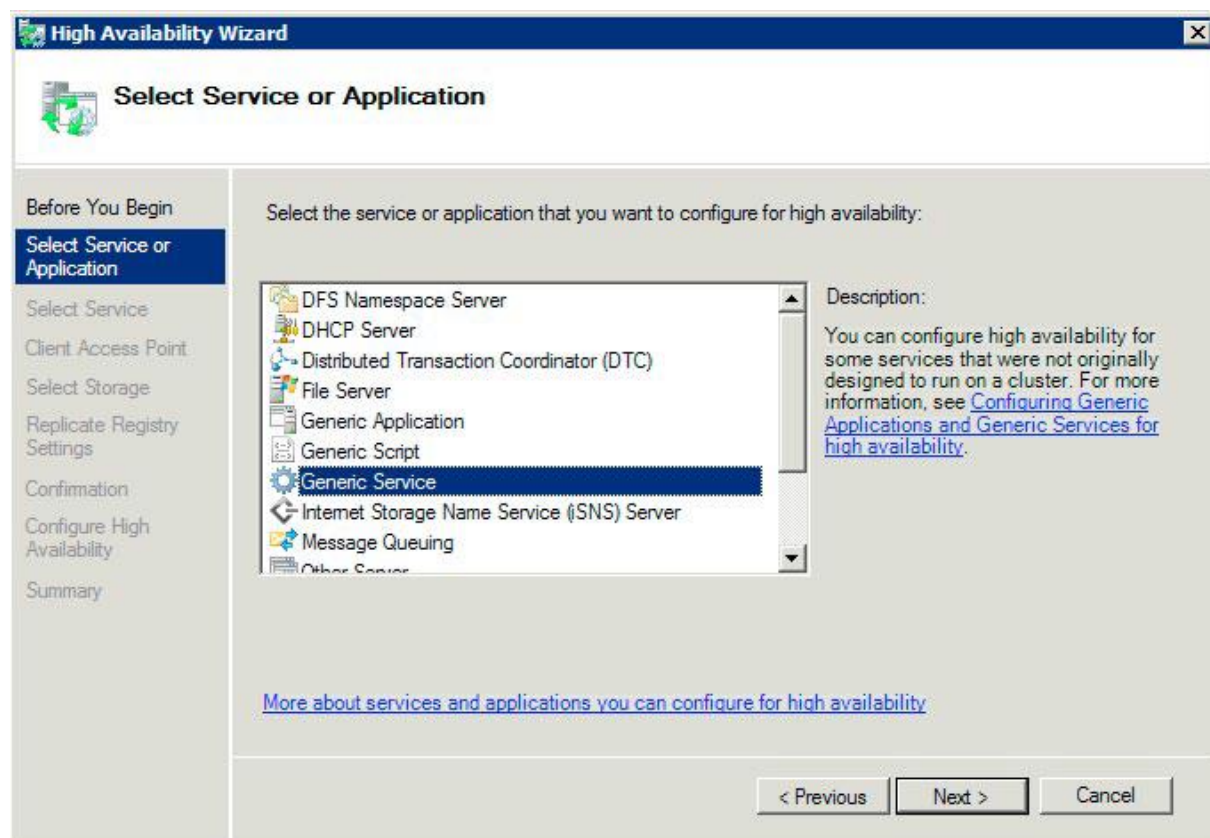 High Availability Wizard
Select Service or Application
Before You Begin
Select Service or
Application
Select Service
Client Access Point
Select Storage
Replicate Registry
Settings
Confirmation
Configure High
Availability
Summary
Select the service or application that you want to configure for high availability:
DFS Namespace Server
DHCP Server
Distributed Transaction Coordinator (DTC)
File Server
Generic Application
Generic Script
Generic Service
Internet Storage Name Service (iSNS) Server
Message Queuing
Other Server
Description:
You can configure high availability for
some services that were not originally
designed to run on a cluster. For more
information, see Configuring Generic
Applications and Generic Services for
high availability.
More about services and applications you can configure for high availability
< Previous
Next >
Cancel